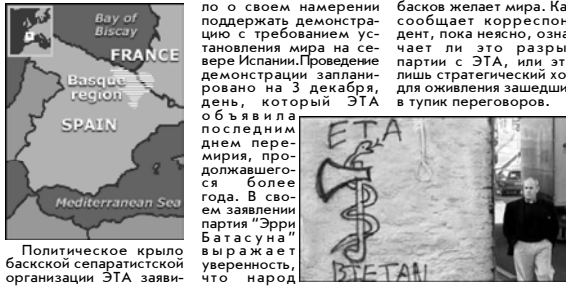 Bay of
Biscay
FRANCE
Basque
region
SPAIN
Mediterranean Sea
Политическое крыло
баскской сепаратистской
организации ЭТА заяви-
ло о своем намерении
поддержать демонстра-
цию с требованием ус-
тановления мира на се-
вере Испании.Проведение
демонстрации заплани-
ровано на 3 декабря,
день, который ЭТА
объявила
последним
днем пере-
мирия, про-
должавшего-
ся более
года. В сво-
ем заявлении
партия "Эрри
Батасуна"
выражает
уверенность,
что народ
басков желает мира. Ка
сообщает корреспон
дент, пока неясно, озна
чает ли это разры
партии с ЭТА, или эт
лишь стратегический хо
для оживления зашедши
в тупик переговоров.
ETA
BIETAN